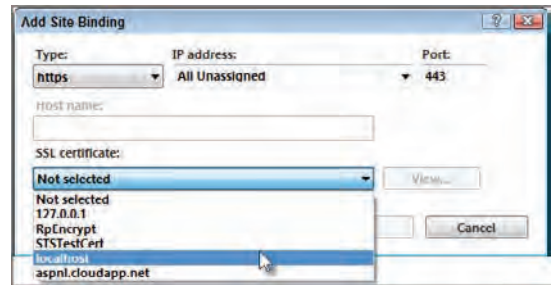 Add Site Binding
Type: IP address: Port:
https All Unassigned 443
Host name:
SSL certificate:
Not selected View...
Not selected
127.0.0.1
RpEncrypt
STSTestCert
localhost
Cancel
aspnl.cloudapp.net